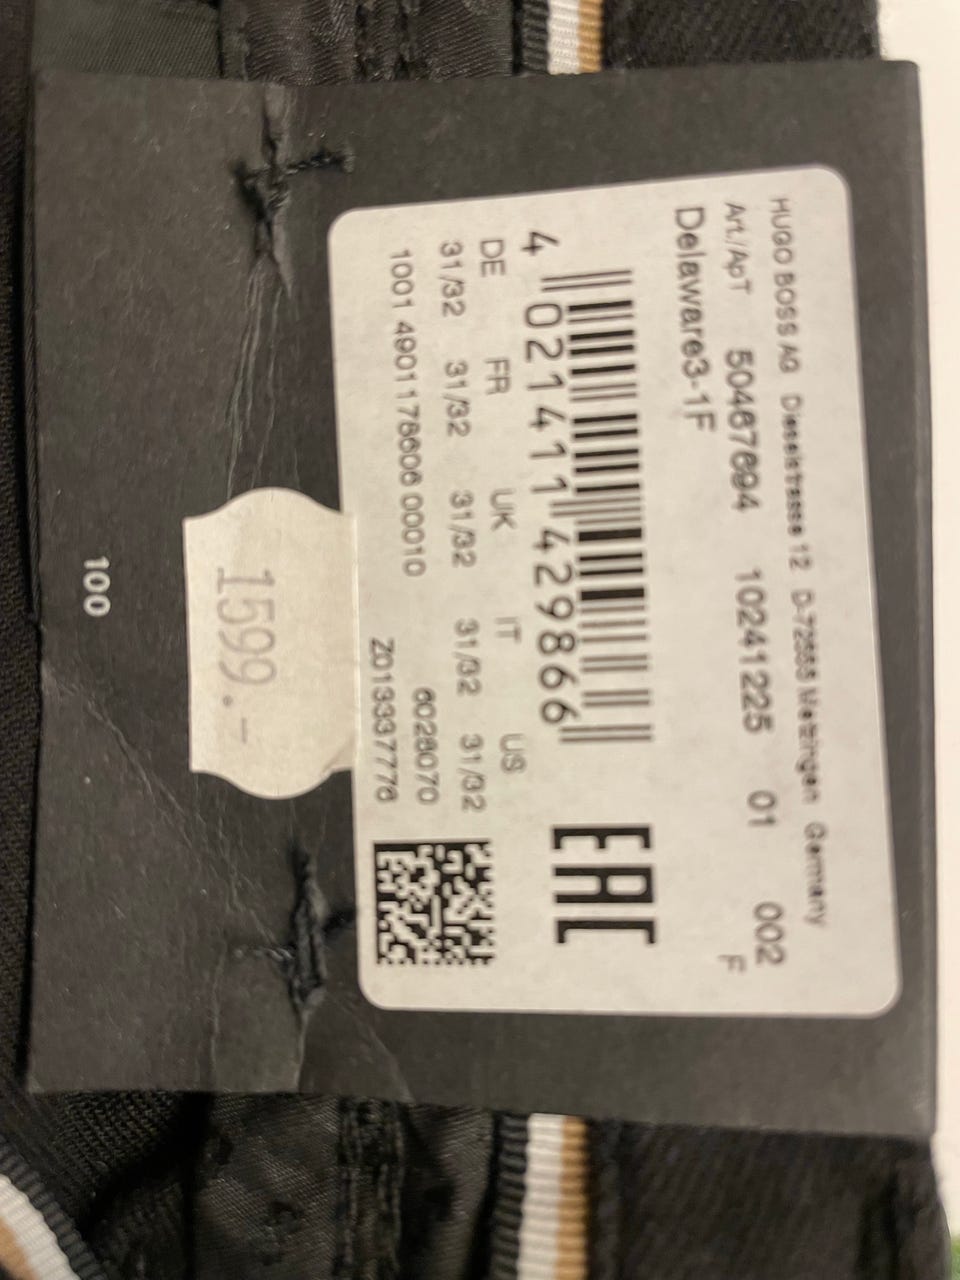 HUGO BOSS AG Dieselstrasse 12 D-72555 Metzingen Germany
Art./АрТ 50467694 10241225 01 002
Delaware3-1F F
4 021411 429866
EAC
DE FR UK IT US
31/32 31/32 31/32 31/32 31/32
1001 4901178606 00010 6028070
Z013337776
1599.-
100